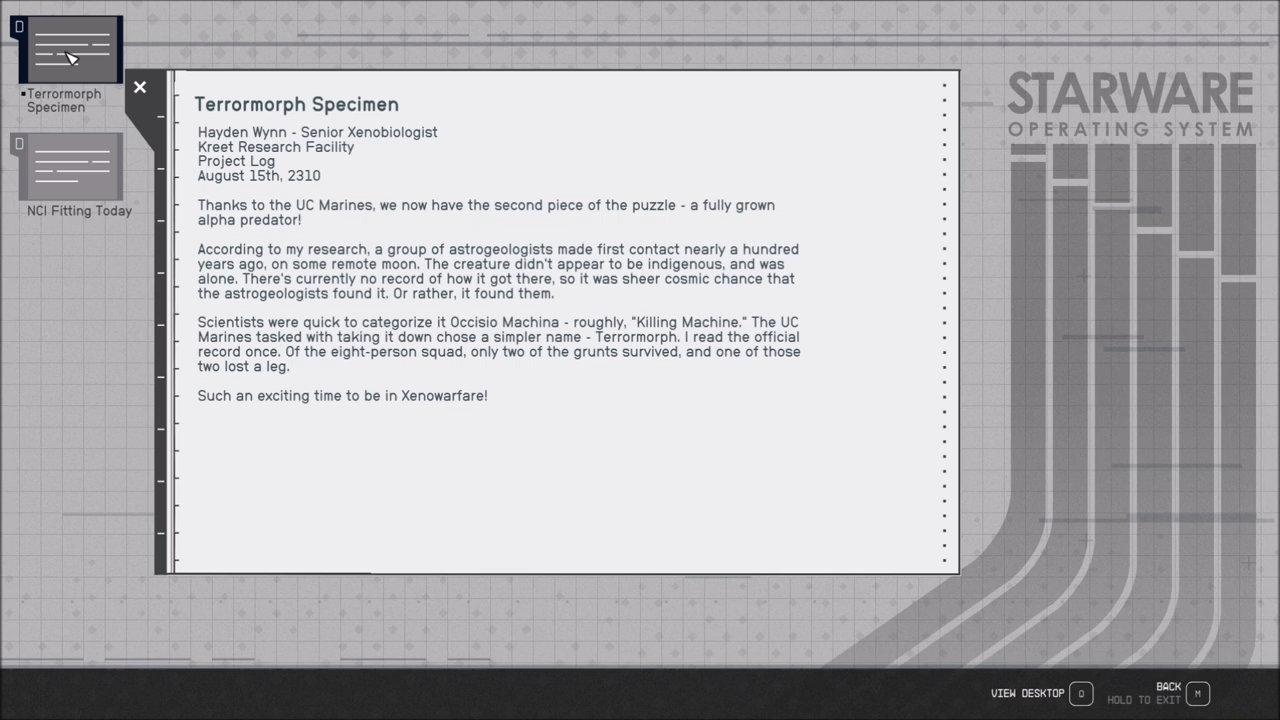 Terrormorph
Specimen
NCI Fitting Today
Terrormorph Specimen
Hayden Wynn - Senior Xenobiologist
Kreet Research Facility
Project Log
August 15th, 2310
Thanks to the UC Marines, we now have the second piece of the puzzle - a fully grown
alpha predator!
According to my research, a group of astrogeologists made first contact nearly a hundred
years ago, on some remote moon. The creature didn't appear to be indigenous, and was
alone. There's currently no record of how it got there, so it was sheer cosmic chance that
the astrogeologists found it. Or rather, it found them.
Scientists were quick to categorize it Occisio Machina - roughly, "Killing Machine." The UC
Marines tasked with taking it down chose a simpler name - Terrormorph. I read the official
record once. Of the eight-person squad, only two of the grunts survived, and one of those
two lost a leg.
Such an exciting time to be in Xenowarfare!
STARWARE
OPERATING SYSTEM
VIEW DESKTOP Q
BACK M
HOLD TO EXIT